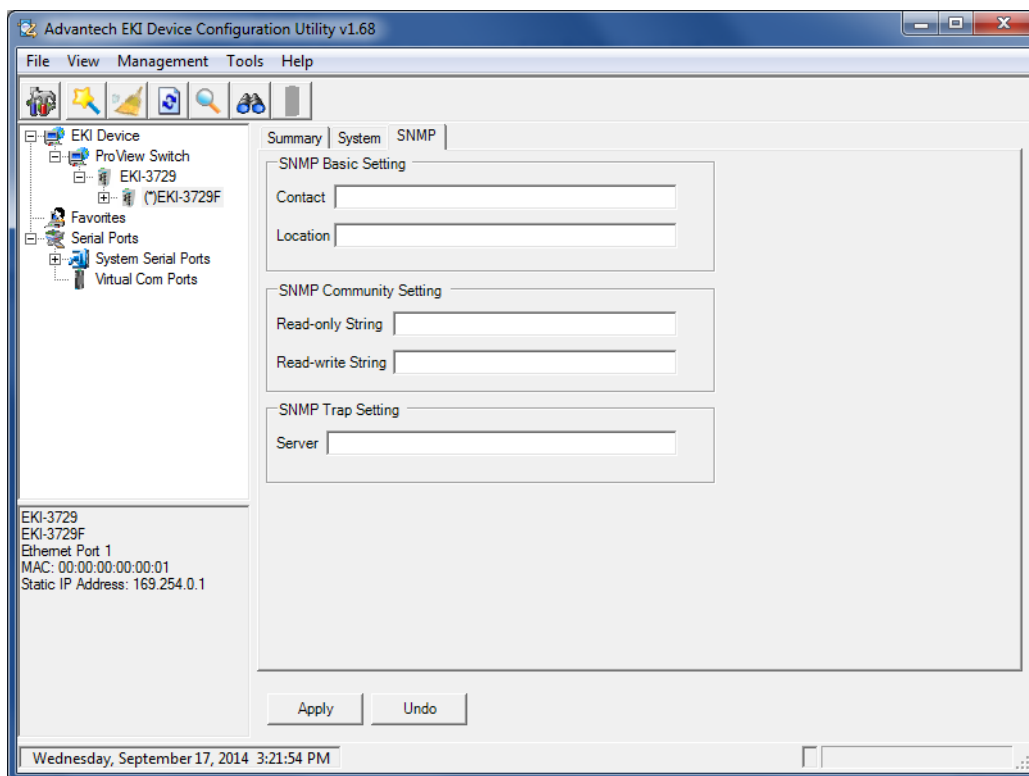 Advantech EKI Device Configuration Utility v1.68
File View Management Tools Help
EKI Device
ProView Switch
EKI-3729
(*)EKI-3729F
Favorites
Serial Ports
System Serial Ports
Virtual Com Ports
Summary System SNMP
SNMP Basic Setting
Contact
Location
SNMP Community Setting
Read-only String
Read-write String
SNMP Trap Setting
Server
EKI-3729
EKI-3729F
Ethernet Port 1
MAC: 00:00:00:00:00:01
Static IP Address: 169.254.0.1
Apply Undo
Wednesday, September 17, 2014 3:21:54 PM